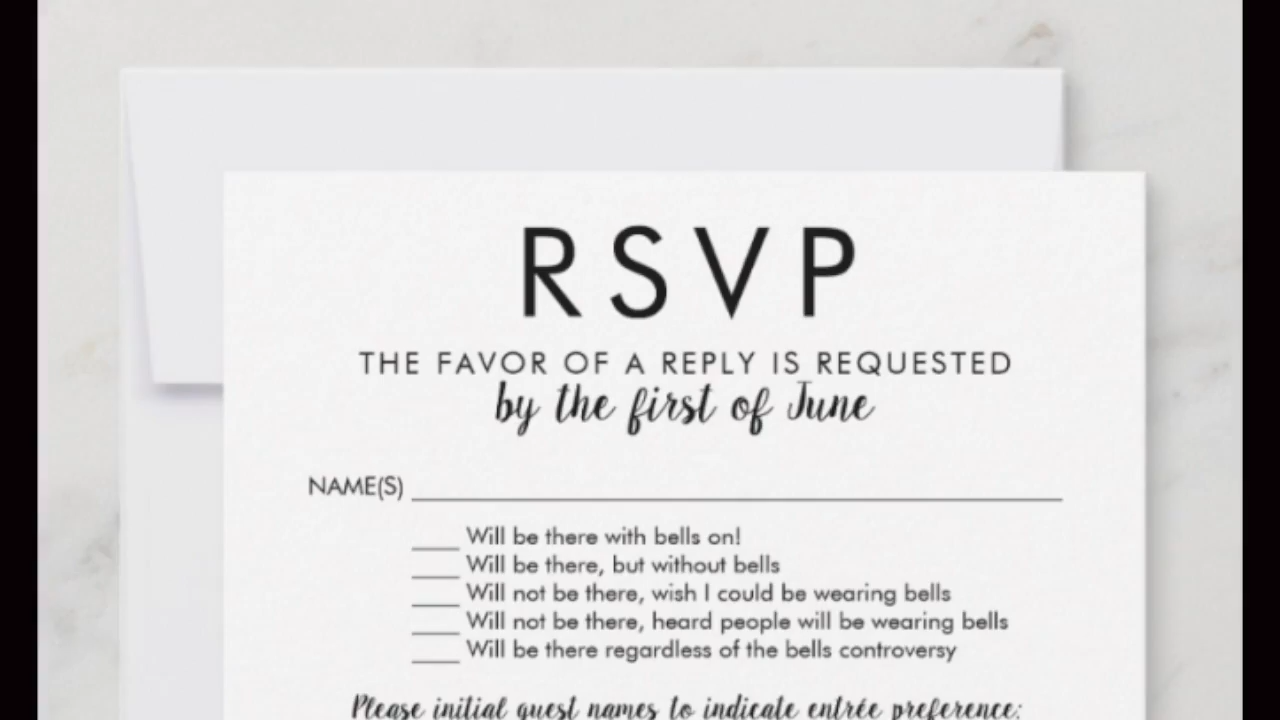 RSVP
THE FAVOR OF A REPLY IS REQUESTED
by the first of June
NAME(S)
Will be there with bells on!
Will be there, but without bells
Will not be there, wish I could be wearing bells
Will not be there, heard people will be wearing bells
Will be there regardless of the bells controversy
Please initial guest names to indicate entrée preference: